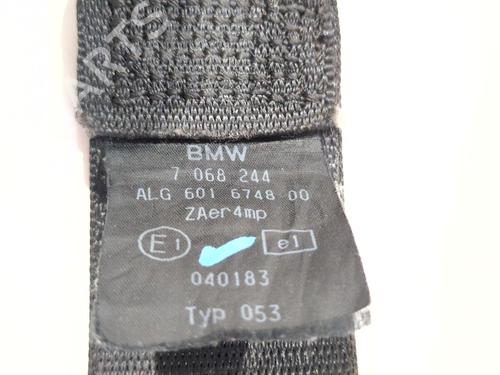 BMW
7 068 244
ALG 601 6748 00
ZAer4mp
E1 e1
040183
Typ 053